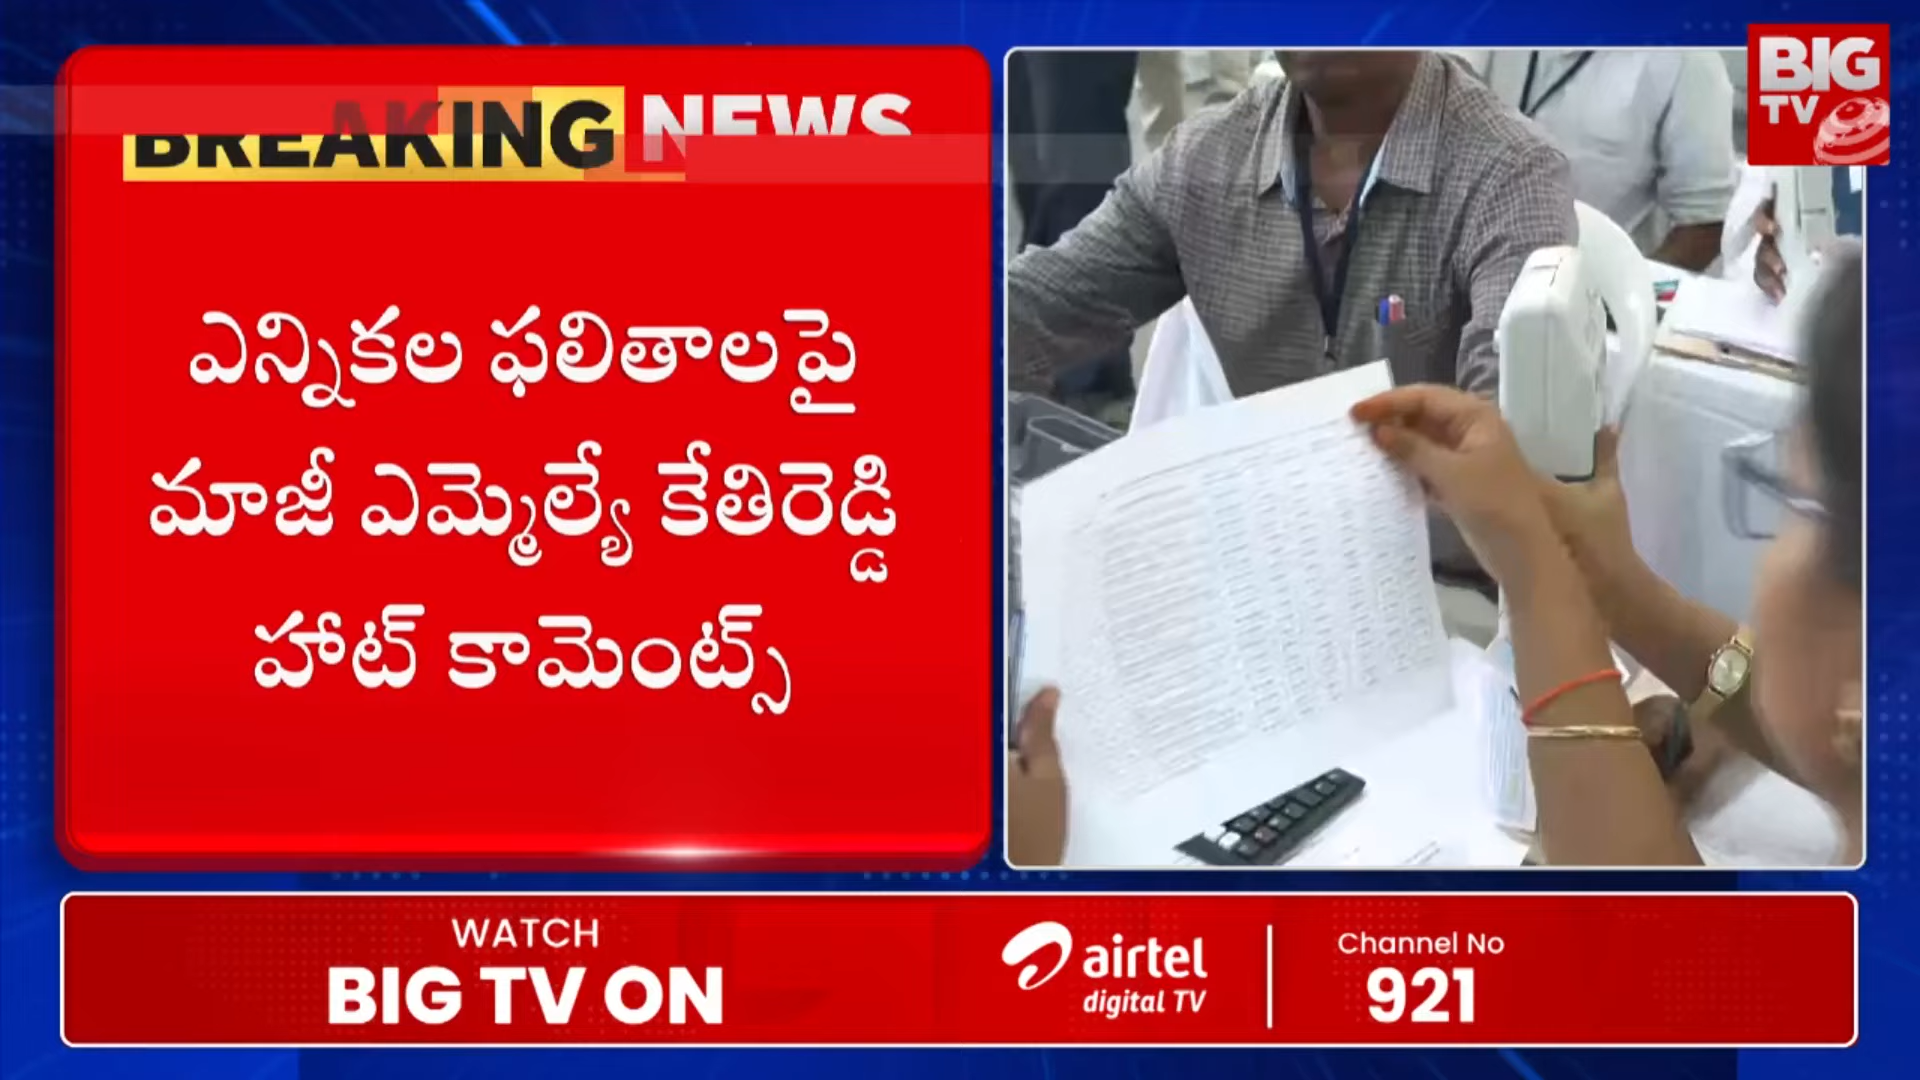 BREAKING NEWS
ఎన్నికల ఫలితాలపై
మాజీ ఎమ్మెల్యే కేతిరెడ్డి
హాట్ కామెంట్స్
BIG
TV
WATCH
BIG TV ON
airtel
digital TV
Channel No
921